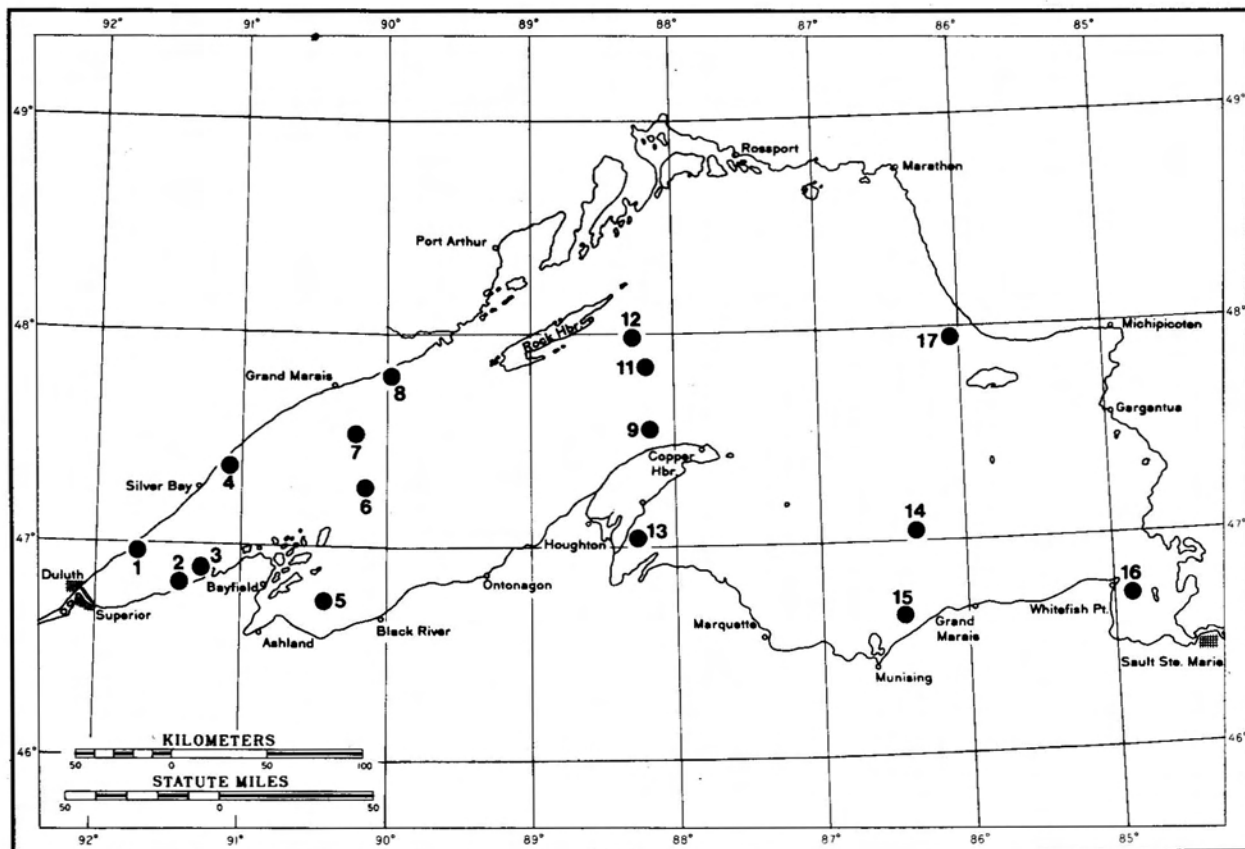 92° 91° 90° 89° 88° 87° 86° 85°
49° 49°
Rossport
Marathon
Port Arthur
48° 48°
Michipicoten
12
Rock Hbr.
17
11
Grand Marais
8
Gargantua
9
7
Copper
Hbr.
4
Silver Bay
6
14
47° 47°
13
Houghton
1
3
2
Duluth
Bayfield
Ontonagon
16
5
15
Whitefish Pt.
Superior
Grand
Marais
Black River
Marquette
Ashland
Sault Ste. Marie
Munising
46° 46°
KILOMETERS
50 0 50 100
STATUTE MILES
50 0 50
92° 91° 90° 89° 88° 87° 86° 85°